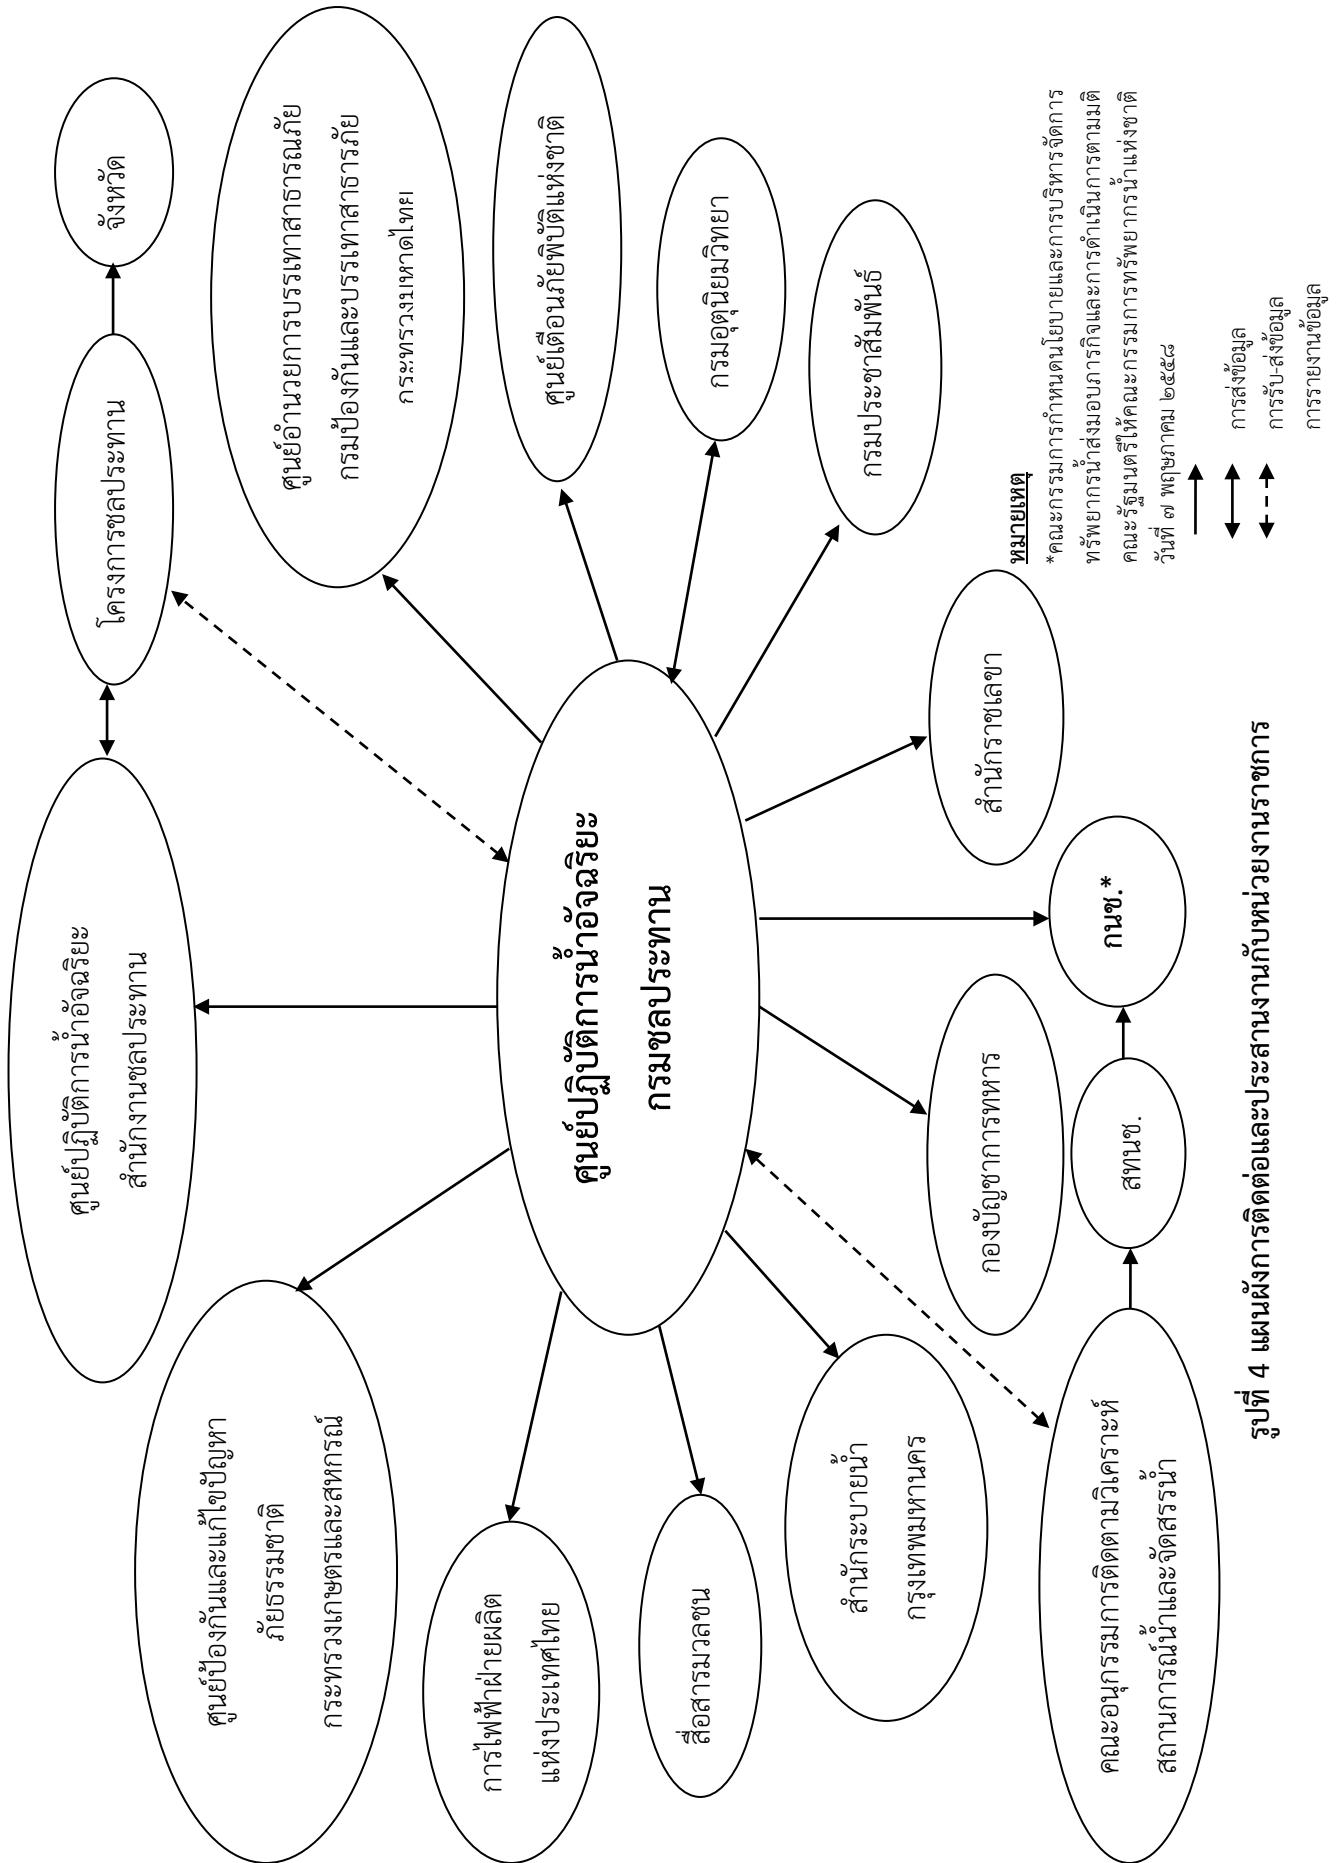 ศูนย์ป้องกันและแก้ไขปัญหา
ภัยธรรมชาติ
กระทรวงเกษตรและสหกรณ์
ศูนย์ปฏิบัติการน้ำอัจฉริยะ
สำนักงานชลประทาน
โครงการชลประทาน
จังหวัด
ศูนย์อำนวยการบรรเทาสาธารณภัย
กรมป้องกันและบรรเทาสาธารภัย
กระทรวงมหาดไทย
ศูนย์เตือนภัยพิบัติแห่งชาติ
กรมอุตุนิยมวิทยา
กรมประชาสัมพันธ์
การไฟฟ้าฝ่ายผลิต
แห่งประเทศไทย
สื่อสารมวลชน
ศูนย์ปฏิบัติการน้ำอัจฉริยะ
กรมชลประทาน
สำนักระบายน้ำ
กรุงเทพมหานคร
กองบัญชาการทหาร
สำนักราชเลขา
คณะอนุกรรมการติดตามวิเคราะห์
สถานการณ์น้ำและจัดสรรน้ำ
สทนช.
กนช.*
หมายเหตุ
*คณะกรรมการกำหนดนโยบายและการบริหารจัดการ
ทรัพยากรน้ำส่งมอบภารกิจและการดำเนินการตามมติ
คณะรัฐมนตรีให้คณะกรรมการทรัพยากรน้ำแห่งชาติ
วันที่ ๗ พฤษภาคม ๒๕๕๘
การส่งข้อมูล
การรับ-ส่งข้อมูล
การรายงานข้อมูล
รูปที่ 4 แผนผังการติดต่อและประสานงานกับหน่วยงานราชการ